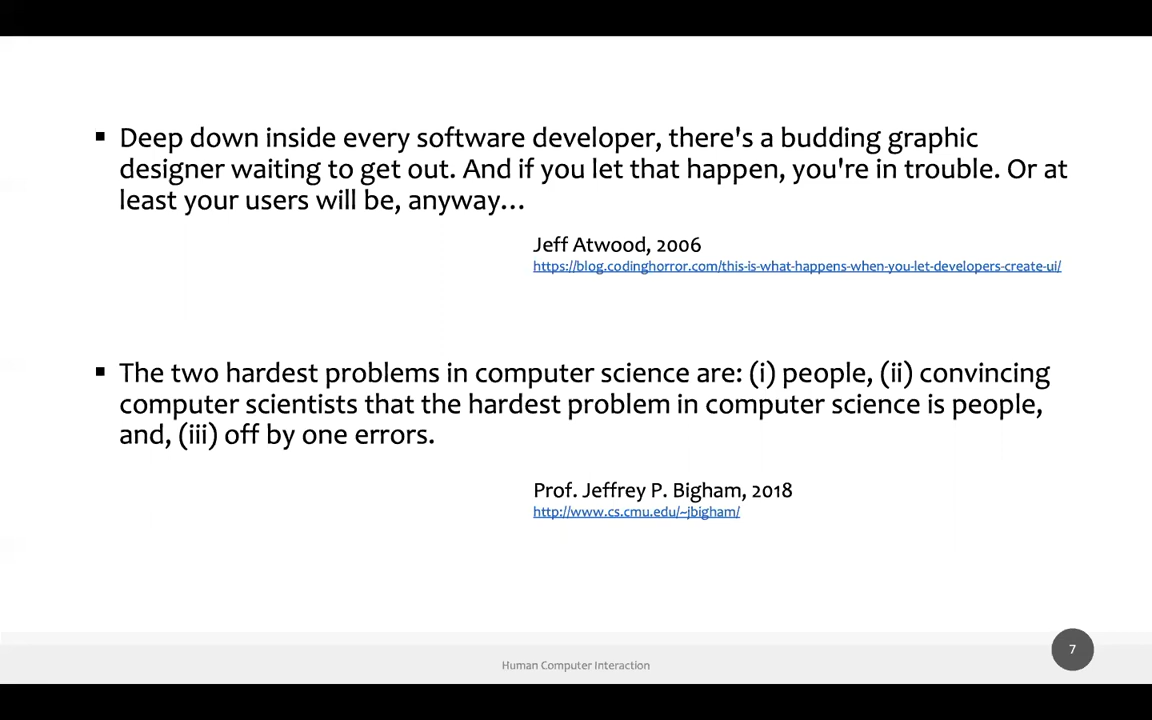 ▪ Deep down inside every software developer, there's a budding graphic
designer waiting to get out. And if you let that happen, you're in trouble. Or at
least your users will be, anyway…
Jeff Atwood, 2006
https://blog.codinghorror.com/this-is-what-happens-when-you-let-developers-create-ui/
▪ The two hardest problems in computer science are: (i) people, (ii) convincing
computer scientists that the hardest problem in computer science is people,
and, (iii) off by one errors.
Prof. Jeffrey P. Bigham, 2018
http://www.cs.cmu.edu/~jbigham/
Human Computer Interaction
7